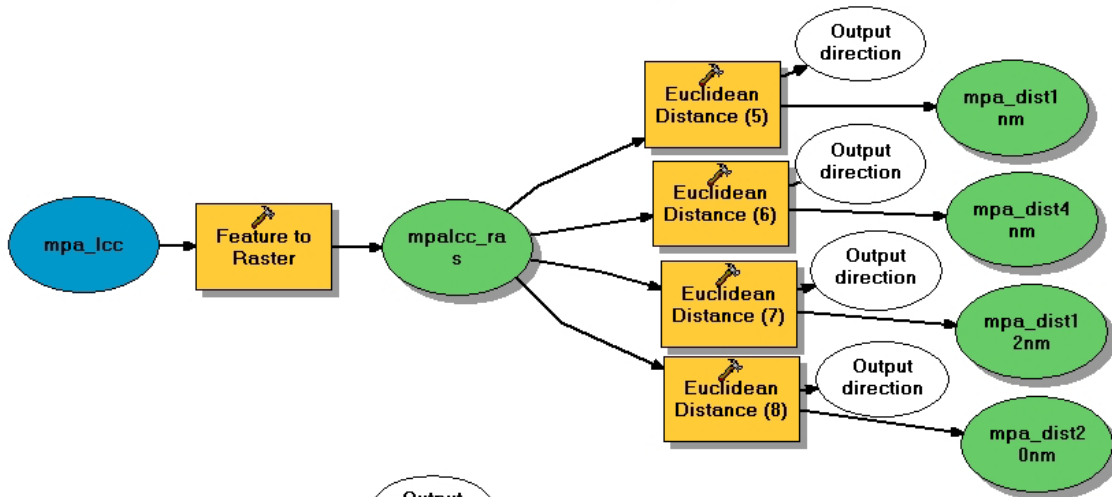 Output
direction
Euclidean
Distance (5)
mpa_dist1
nm
Output
direction
Euclidean
Distance (6)
mpa_dist4
nm
mpa_lcc
Feature to
Raster
mpalcc_ra
s
Output
direction
Euclidean
Distance (7)
mpa_dist1
2nm
Output
direction
Euclidean
Distance (8)
mpa_dist2
0nm
Output